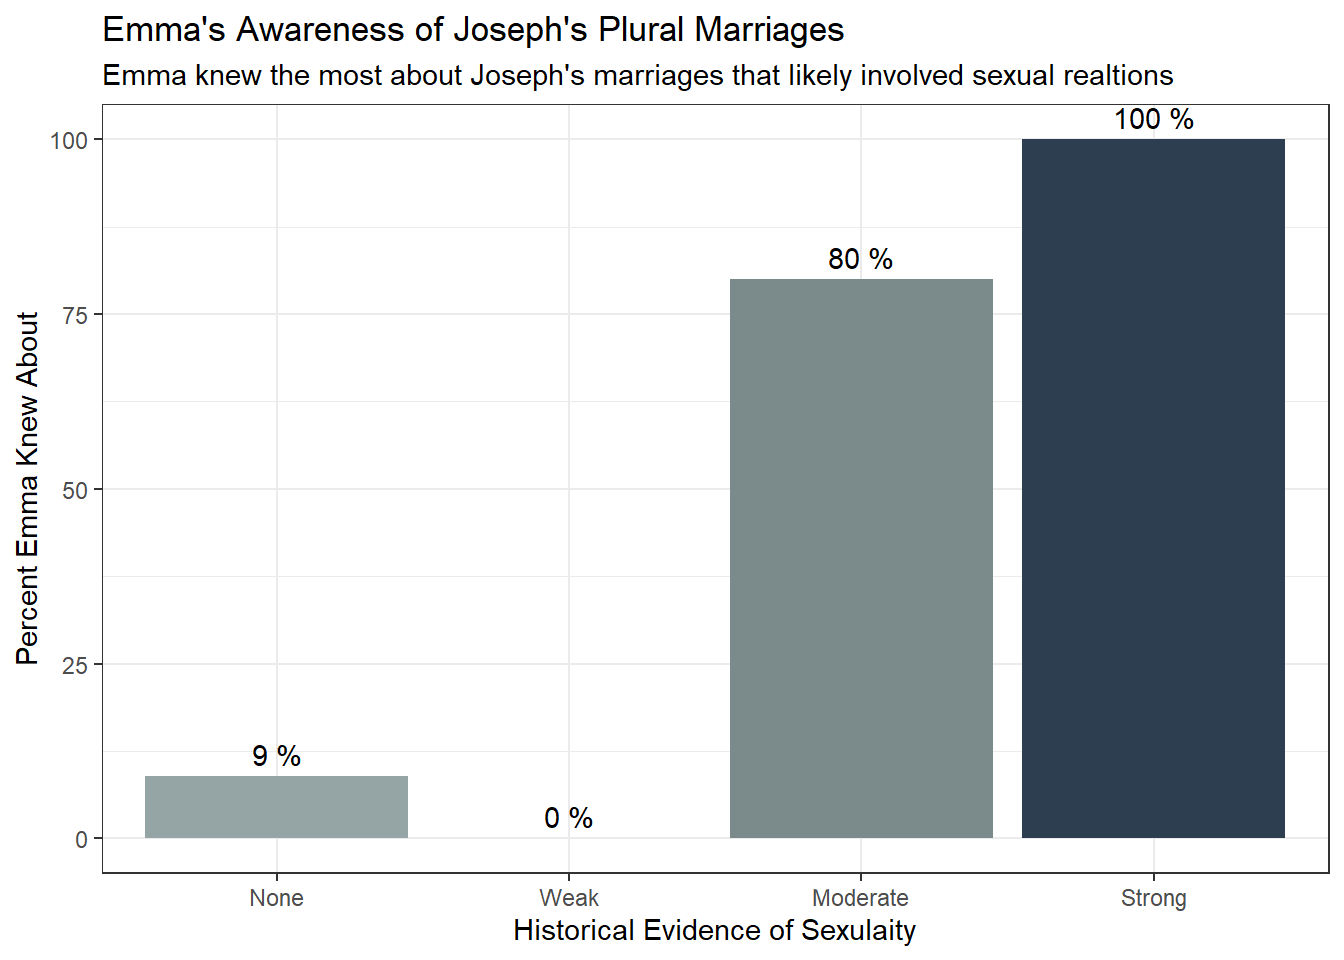 Emma's Awareness of Joseph's Plural Marriages
Emma knew the most about Joseph's marriages that likely involved sexual realtions
100 %
100
80 %
75
Percent Emma Knew About
50
25
9 %
0 %
0
None Weak Moderate Strong
Historical Evidence of Sexulaity